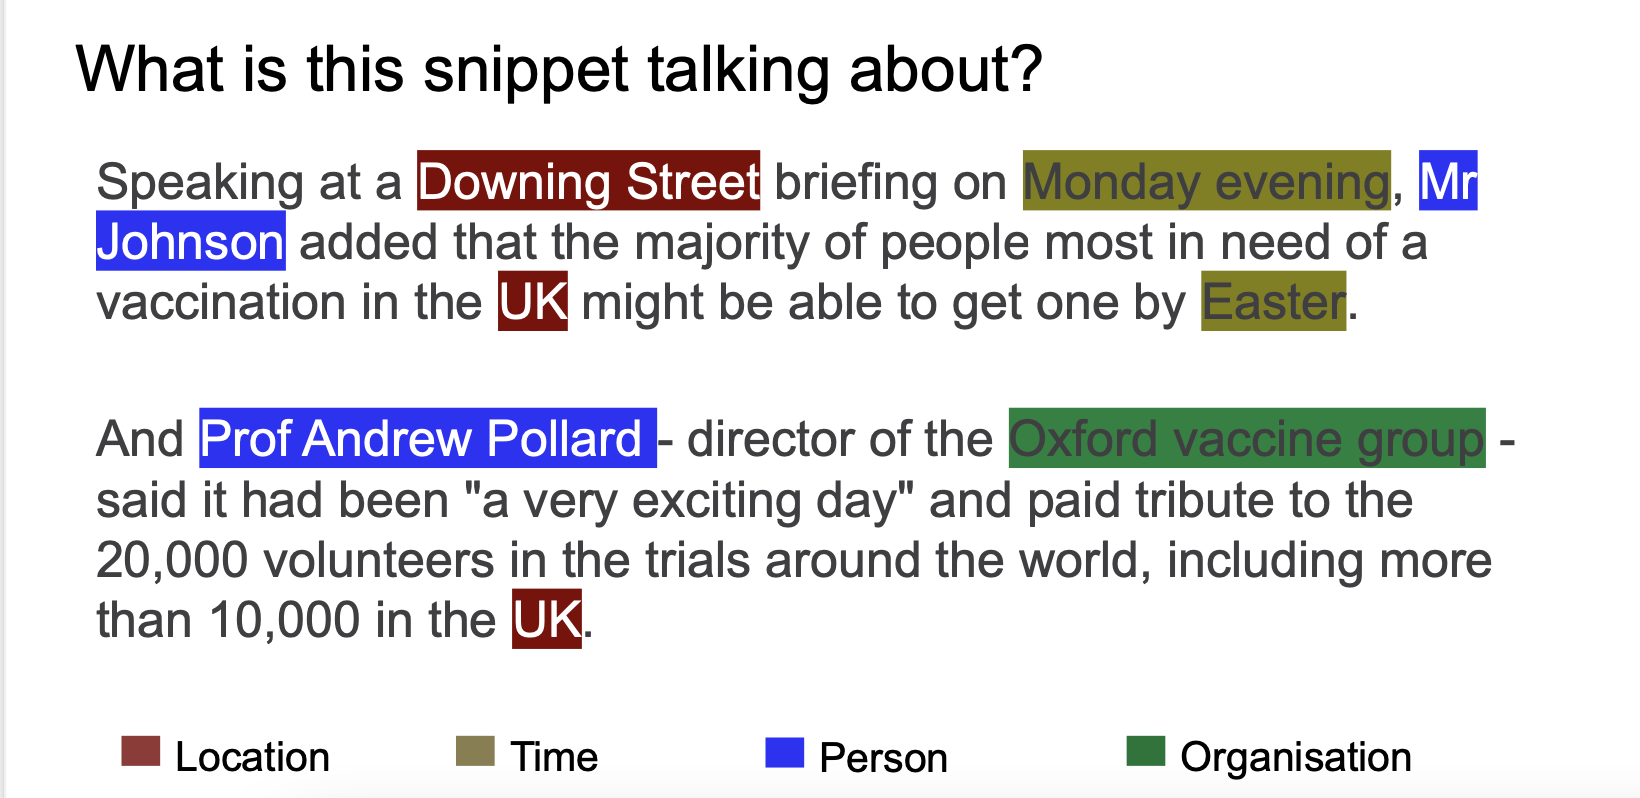 What is this snippet talking about?
Speaking at a Downing Street briefing on Monday evening, Mr
Johnson added that the majority of people most in need of a
vaccination in the UK might be able to get one by Easter.
And Prof Andrew Pollard - director of the Oxford vaccine group -
said it had been "a very exciting day" and paid tribute to the
20,000 volunteers in the trials around the world, including more
than 10,000 in the UK.
Location Time Person Organisation